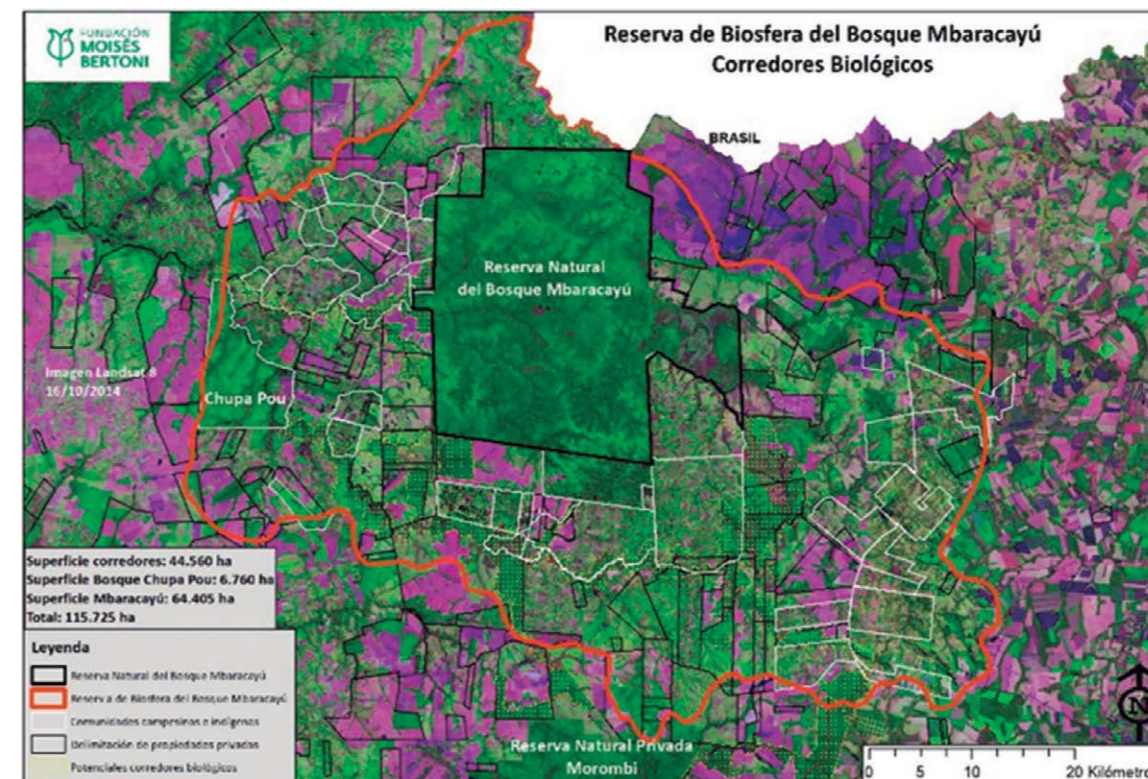 FUNDACIÓN
MOISÉS
BERTONI
Reserva de Biosfera del Bosque Mbaracayú
Corredores Biológicos
BRASIL
Reserva Natural
del Bosque Mbaracayú
Imagen Landsat 8
16/10/2014
Chupa Pou
Superficie corredores: 44.560 ha
Superficie Bosque Chupa Pou: 6.760 ha
Superficie Mbaracayú: 64.405 ha
Total: 115.725 ha
Leyenda
Reserva Natural del Bosque Mbaracayú
Reserva de Biosfera del Bosque Mbaracayú
Comunidades campesinas e indígenas
Delimitación de propiedades privadas
Potenciales corredores biológicos
Reserva Natural Privada
Morombi
N
0 5 10 20 Kilómetr